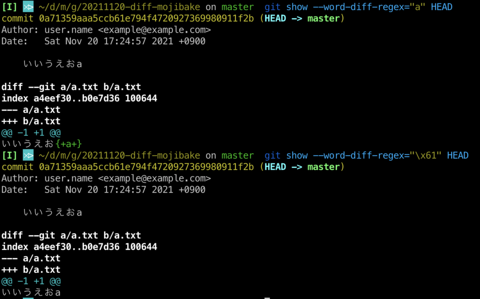 [I] >D~ ~/d/m/g/20211120-diff-mojibake on master git show --word-diff-regex="a" HEAD
commit 0a71359aaa5ccb61e794f4720927369980911f2b (HEAD -> master)
Author: user.name <example@example.com>
Date: Sat Nov 20 17:24:57 2021 +0900
いいうえおa
diff --git a/a.txt b/a.txt
index a4eef30..b0e7d36 100644
--- a/a.txt
+++ b/a.txt
@@ -1 +1 @@
いいうえお{+a+}
[I] ~/d/m/g/20211120-diff-mojibake on master git show --word-diff-regex="\x61" HEAD
commit 0a71359aaa5ccb61e794f4720927369980911f2b (HEAD -> master)
Author: user.name <example@example.com>
Date: Sat Nov 20 17:24:57 2021 +0900
いいうえおa
diff --git a/a.txt b/a.txt
index a4eef30..b0e7d36 100644
--- a/a.txt
+++ b/a.txt
@@ -1 +1 @@
いいうえおa